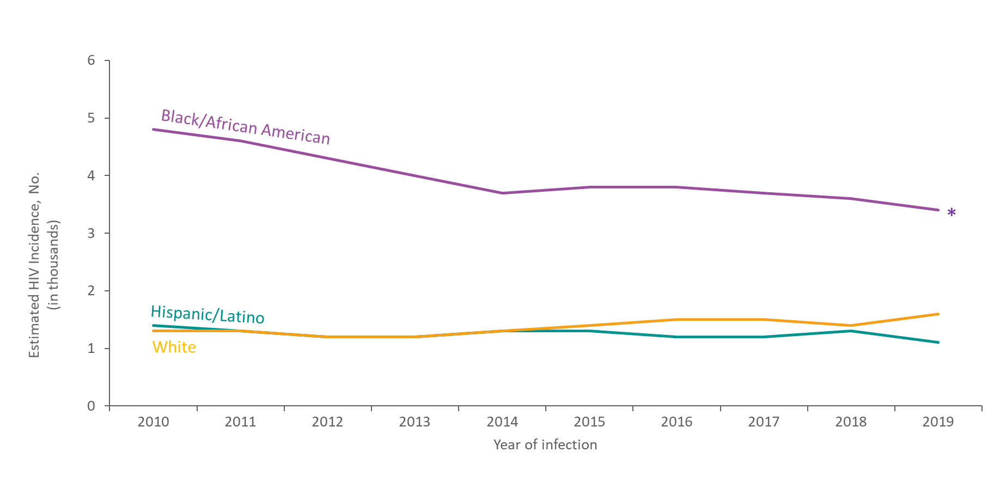 6
5
4
3
2
1
0
Estimated HIV Incidence, No.
(in thousands)
Black/African American
*
Hispanic/Latino
White
2010 2011 2012 2013 2014 2015 2016 2017 2018 2019
Year of infection